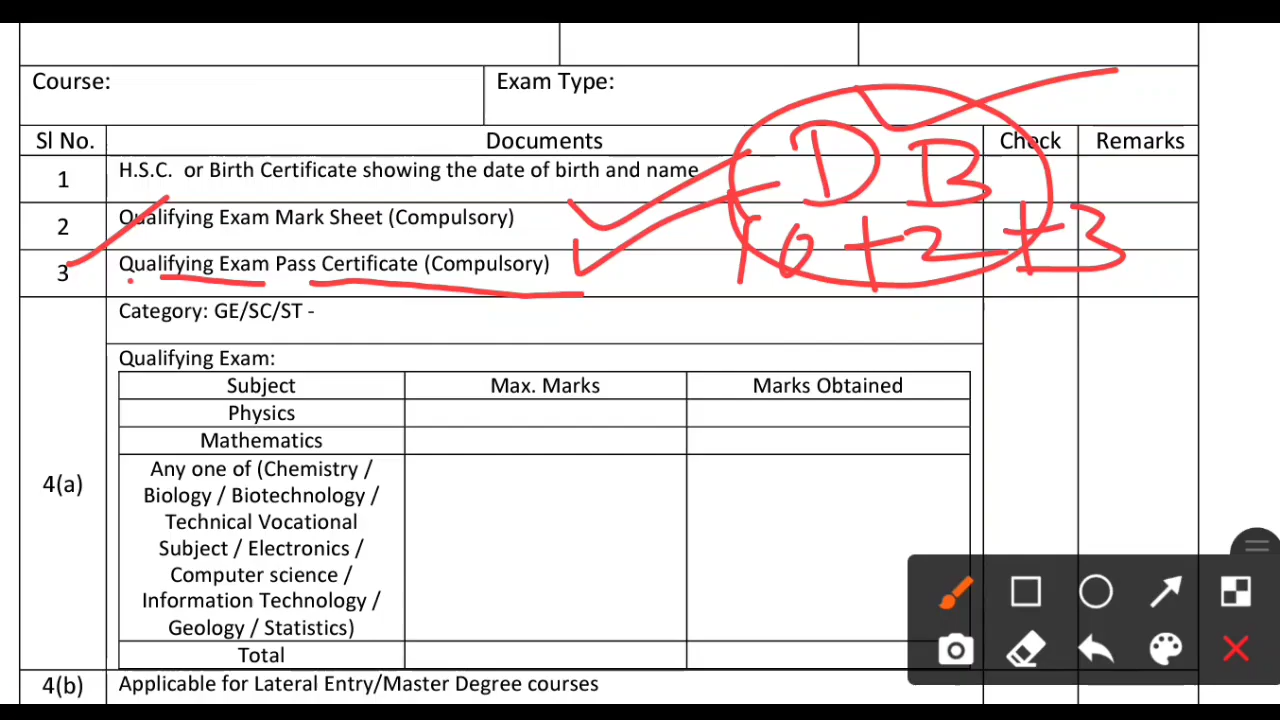 Course:
Exam Type:
Sl No.
Documents
Check
Remarks
1
H.S.C. or Birth Certificate showing the date of birth and name
D B
2
Qualifying Exam Mark Sheet (Compulsory)
10+2+3
3
Qualifying Exam Pass Certificate (Compulsory)
Category: GE/SC/ST -
4(a)
Qualifying Exam:
Subject
Max. Marks
Marks Obtained
Physics
Mathematics
Any one of (Chemistry /
Biology / Biotechnology /
Technical Vocational
Subject / Electronics /
Computer science /
Information Technology /
Geology / Statistics)
Total
4(b)
Applicable for Lateral Entry/Master Degree courses